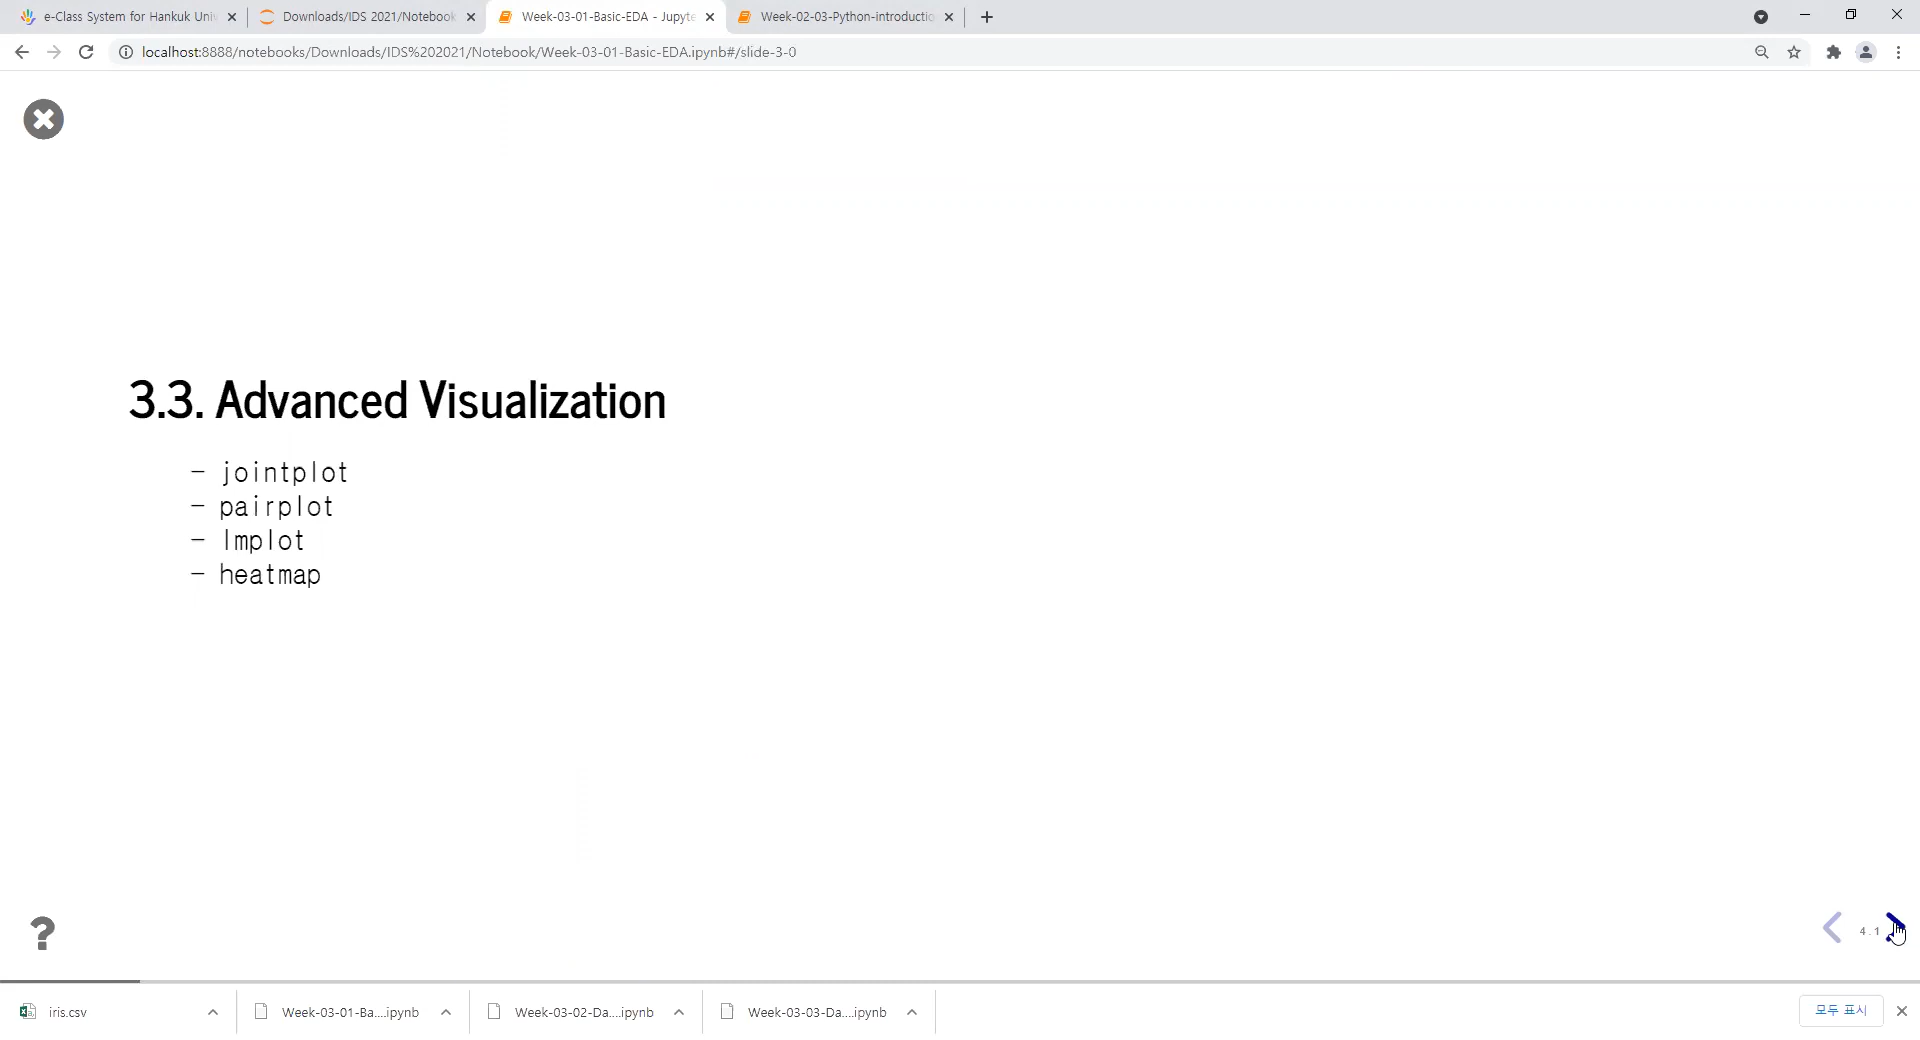 e-Class System for Hankuk Univ
Downloads/IDS 2021/Notebook
Week-03-01-Basic-EDA - Jupyte
Week-02-03-Python-introductio
localhost:8888/notebooks/Downloads/IDS%202021/Notebook/Week-03-01-Basic-EDA.ipynb#/slide-3-0
3.3. Advanced Visualization
- jointplot
- pairplot
- lmplot
- heatmap
?
4.1
iris.csv
Week-03-01-Ba....ipynb
Week-03-02-Da....ipynb
Week-03-03-Da....ipynb
모두 표시